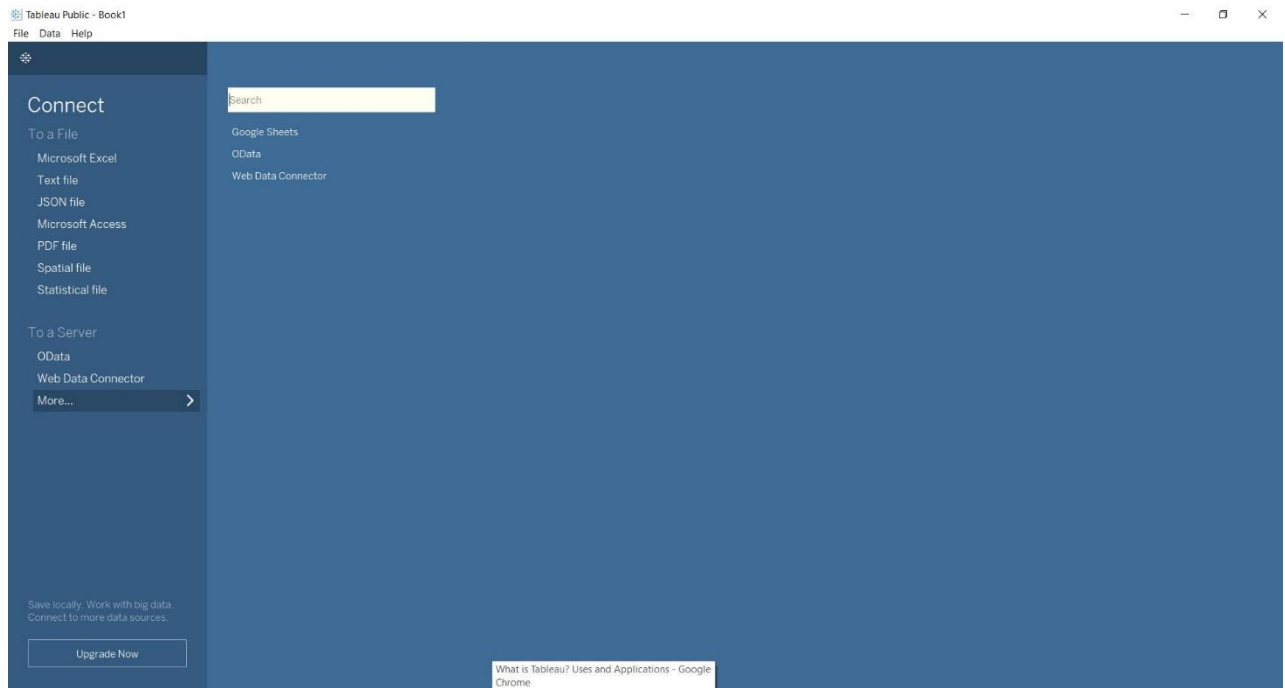 Tableau Public - Book1
File Data Help
Connect
To a File
Microsoft Excel
Text file
JSON file
Microsoft Access
PDF file
Spatial file
Statistical file
To a Server
OData
Web Data Connector
More...
Save locally. Work with big data.
Connect to more data sources.
Upgrade Now
Search
Google Sheets
OData
Web Data Connector
What is Tableau? Uses and Applications - Google
Chrome